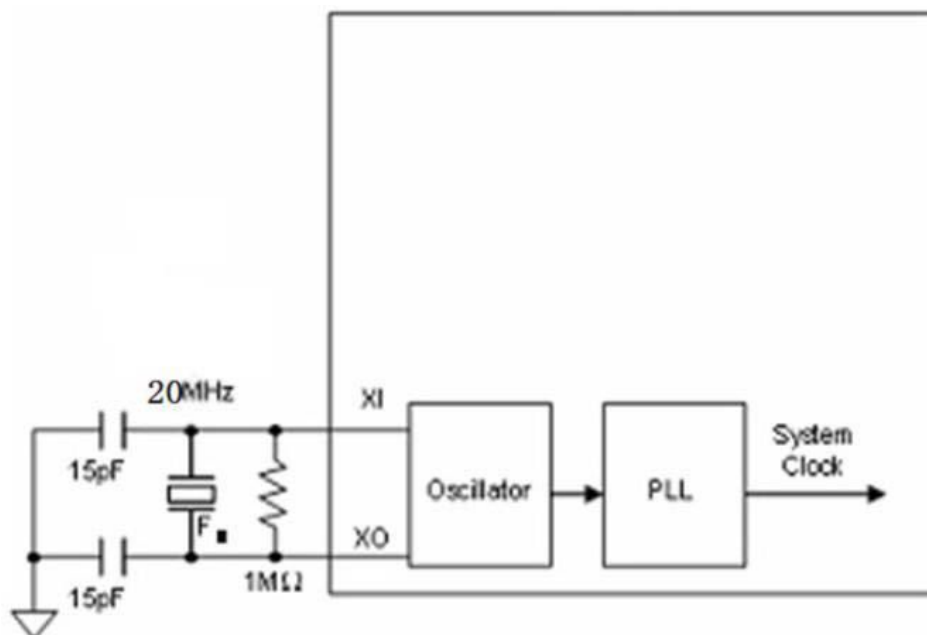 20MHz
XI
15pF
Oscillator
PLL
System
Clock
F
XO
1MΩ
15pF